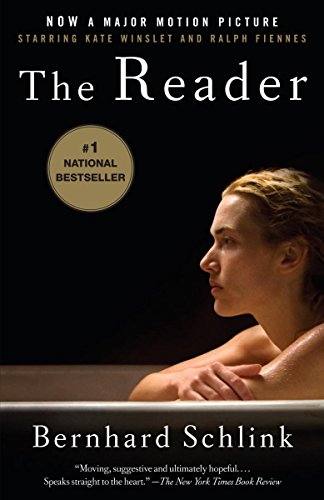 NOW A MAJOR MOTION PICTURE
STARRING KATE WINSLET AND RALPH FIENNES
The Reader
#1
NATIONAL
BESTSELLER
Bernhard Schlink
"Moving, suggestive and ultimately hopeful. . . .
Speaks straight to the heart." —The New York Times Book Review